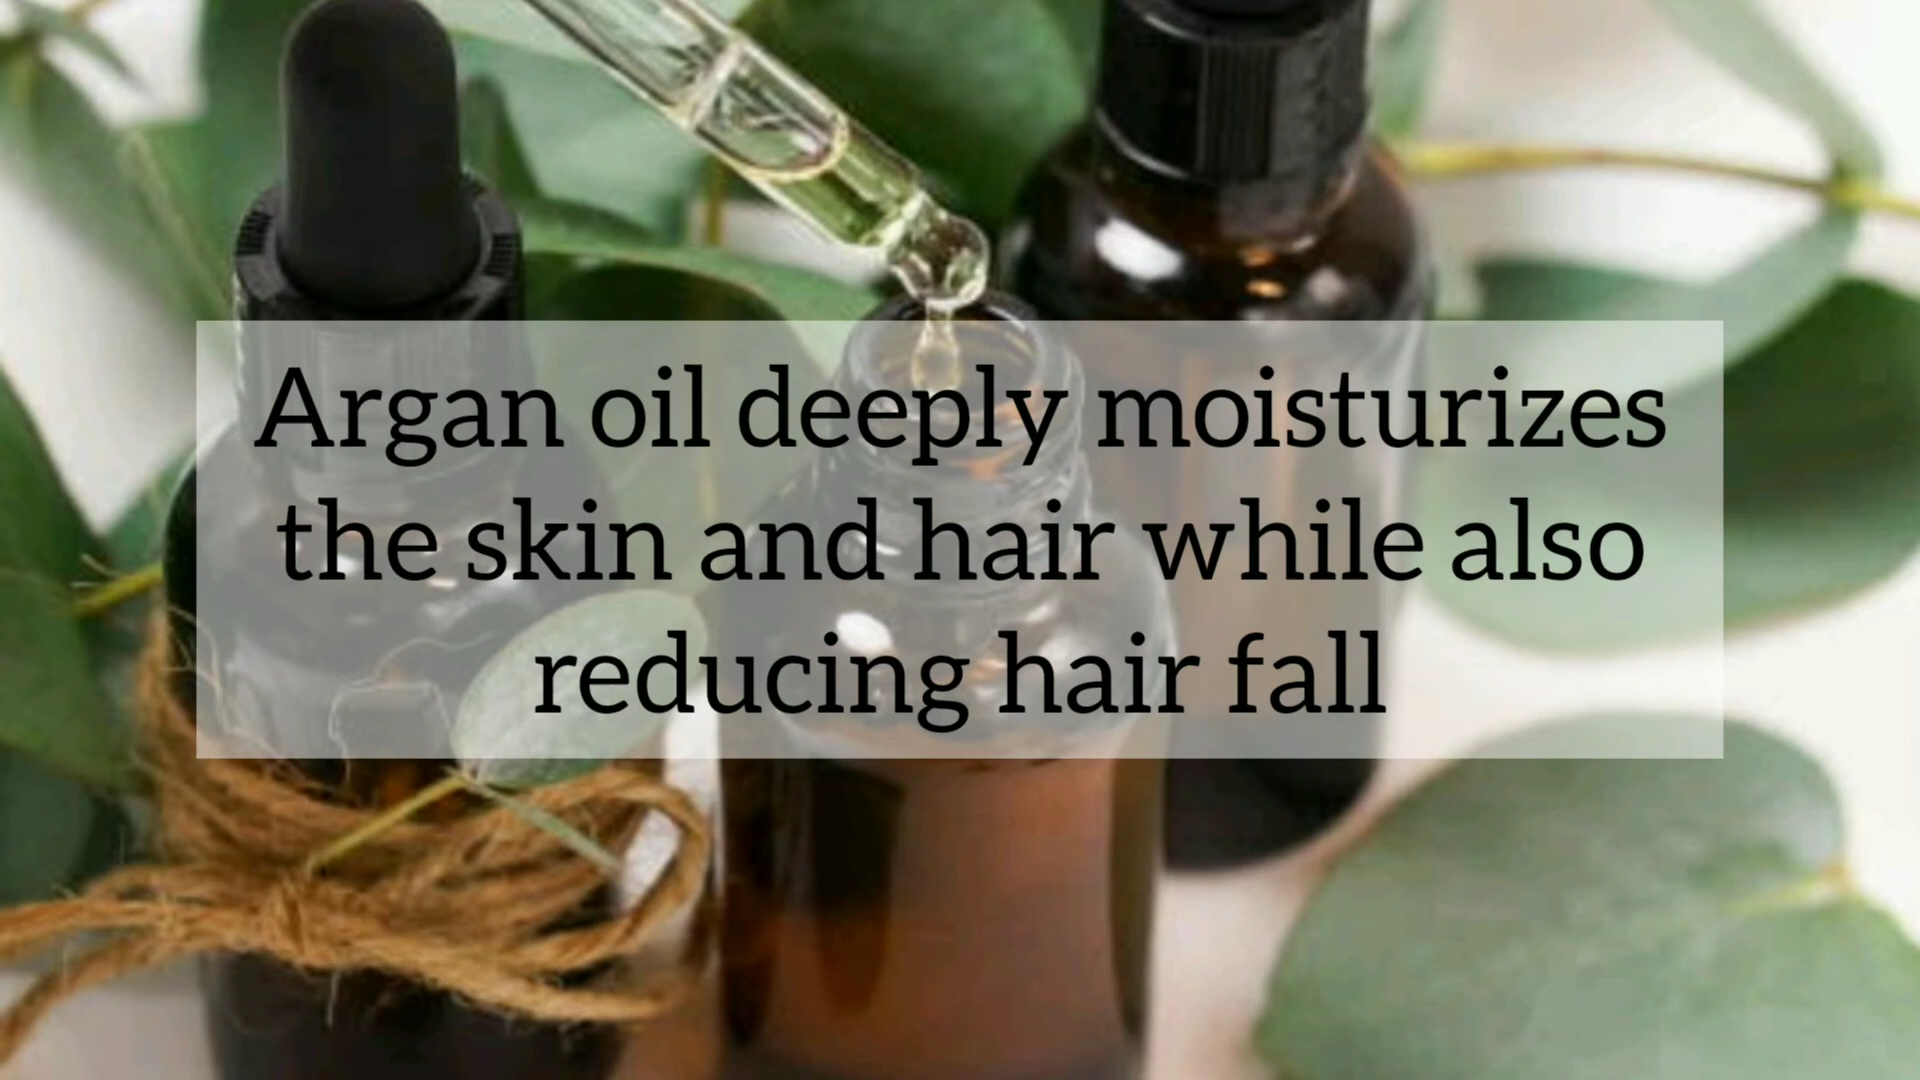 Argan oil deeply moisturizes
the skin and hair while also
reducing hair fall